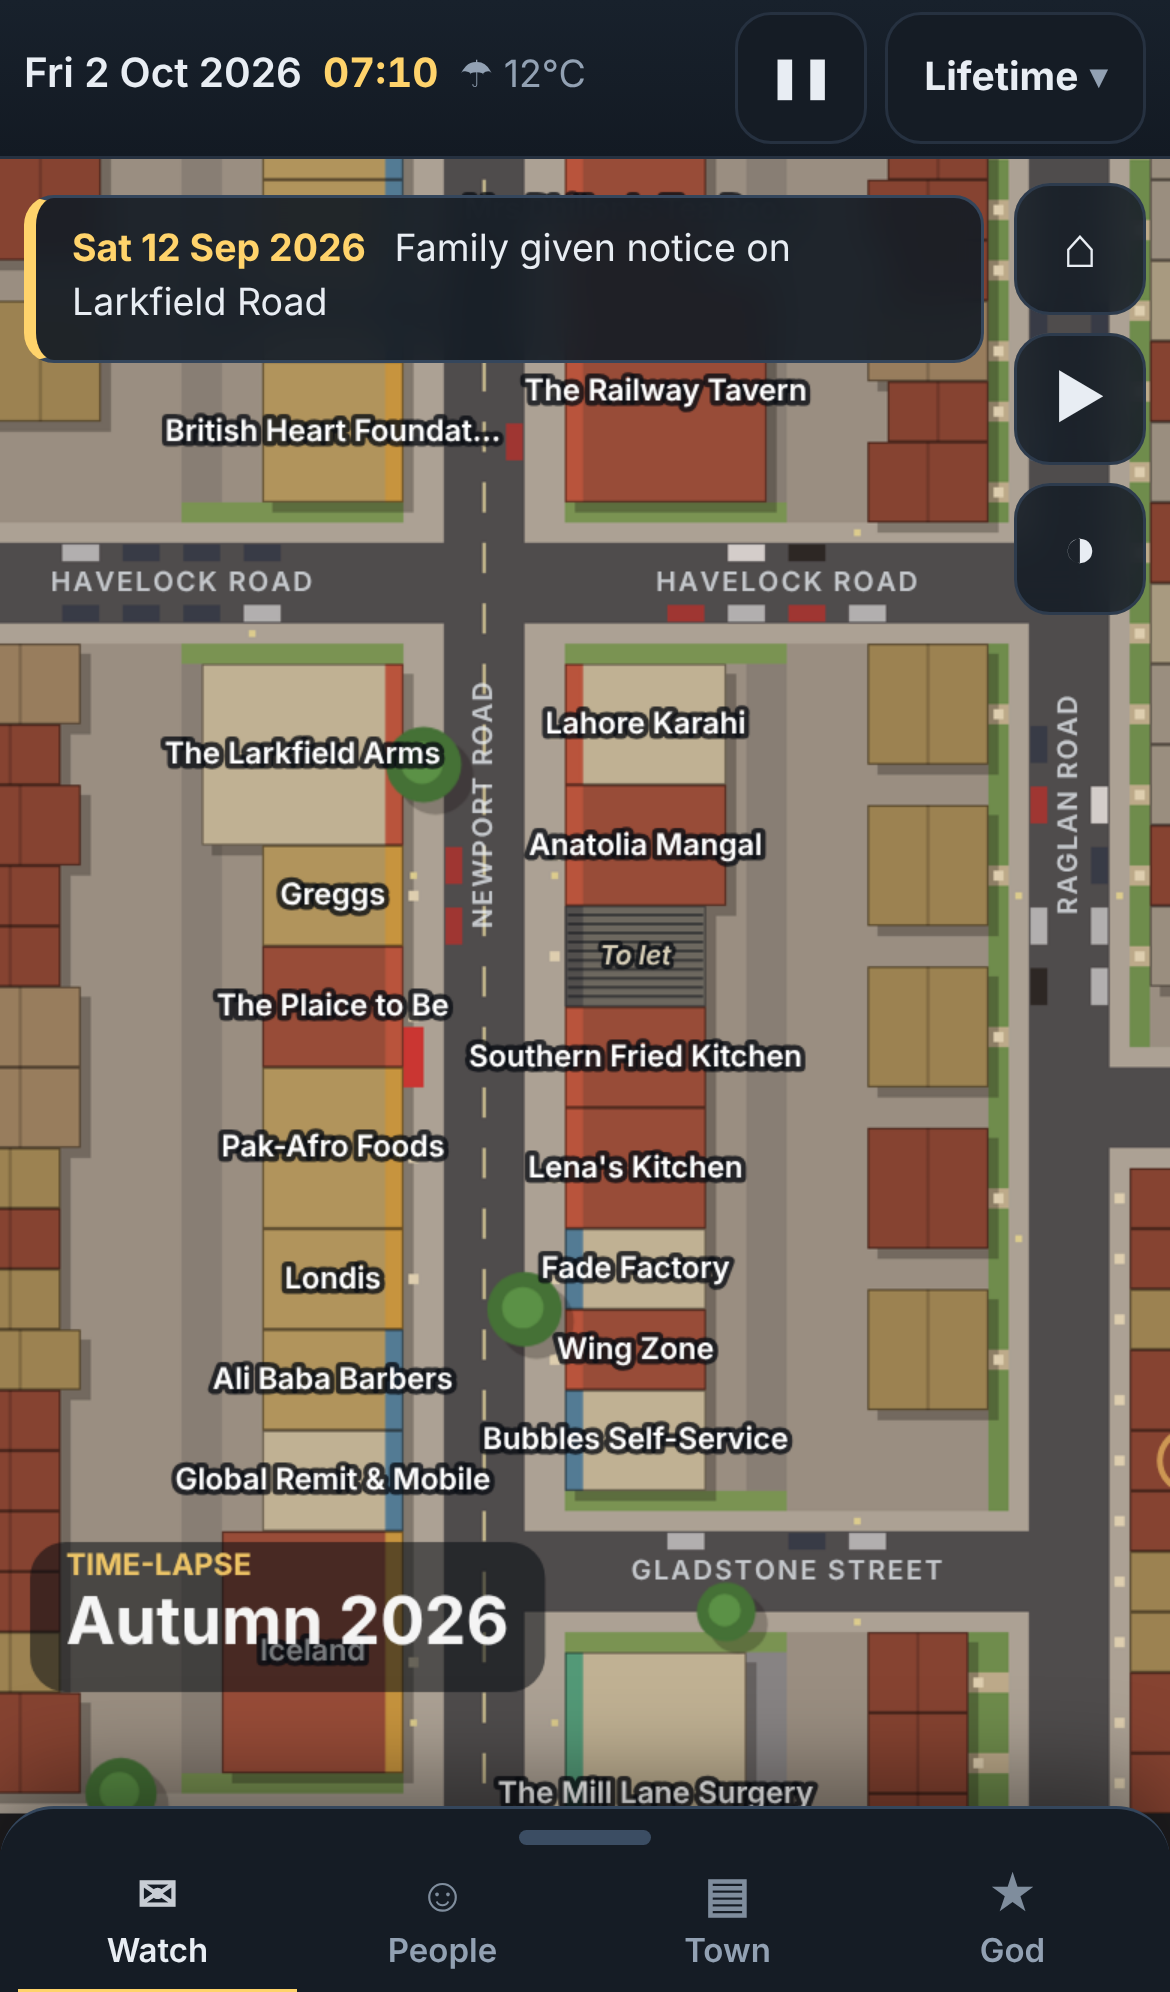 Fri 2 Oct 2026 07:10 12°C
Lifetime
Sat 12 Sep 2026 Family given notice on
Larkfield Road
The Railway Tavern
British Heart Foundat...
HAVELOCK ROAD
HAVELOCK ROAD
NEWPORT ROAD
RAGLAN ROAD
Lahore Karahi
The Larkfield Arms
Anatolia Mangal
Greggs
To let
The Plaice to Be
Southern Fried Kitchen
Pak-Afro Foods
Lena's Kitchen
Fade Factory
Londis
Wing Zone
Ali Baba Barbers
Bubbles Self-Service
Global Remit & Mobile
TIME-LAPSE
GLADSTONE STREET
Autumn 2026
Iceland
The Mill Lane Surgery
Watch
People
Town
God